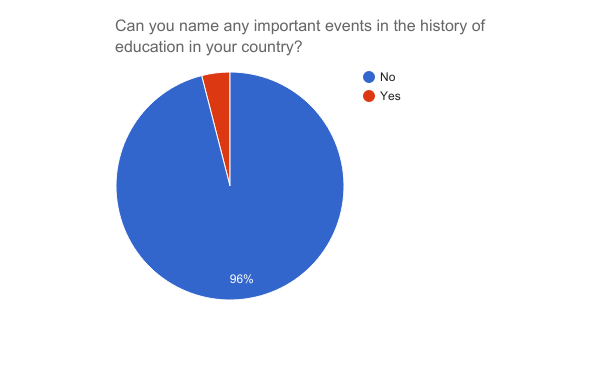 Can you name any important events in the history of
education in your country?
No
Yes
96%